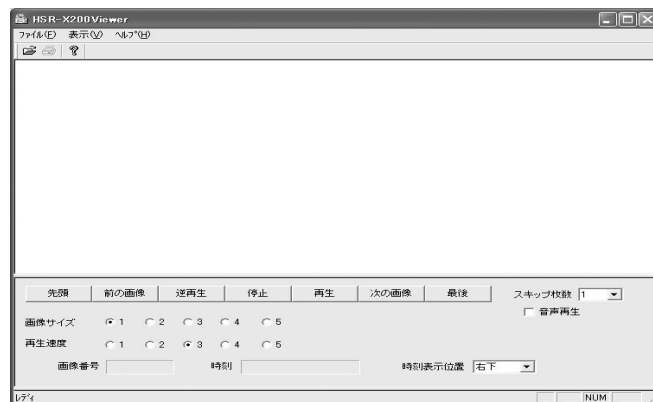 HSR-X200Viewer
ﾌｧｲﾙ(F) 表示(V) ﾍﾙﾌﾟ(H)
先頭 前の画像 逆再生 停止 再生 次の画像 最後 スキップ枚数 1
音声再生
画像サイズ 1 2 3 4 5
再生速度 1 2 3 4 5
画像番号 時刻 時刻表示位置 右下
ﾚﾃﾞｨ NUM